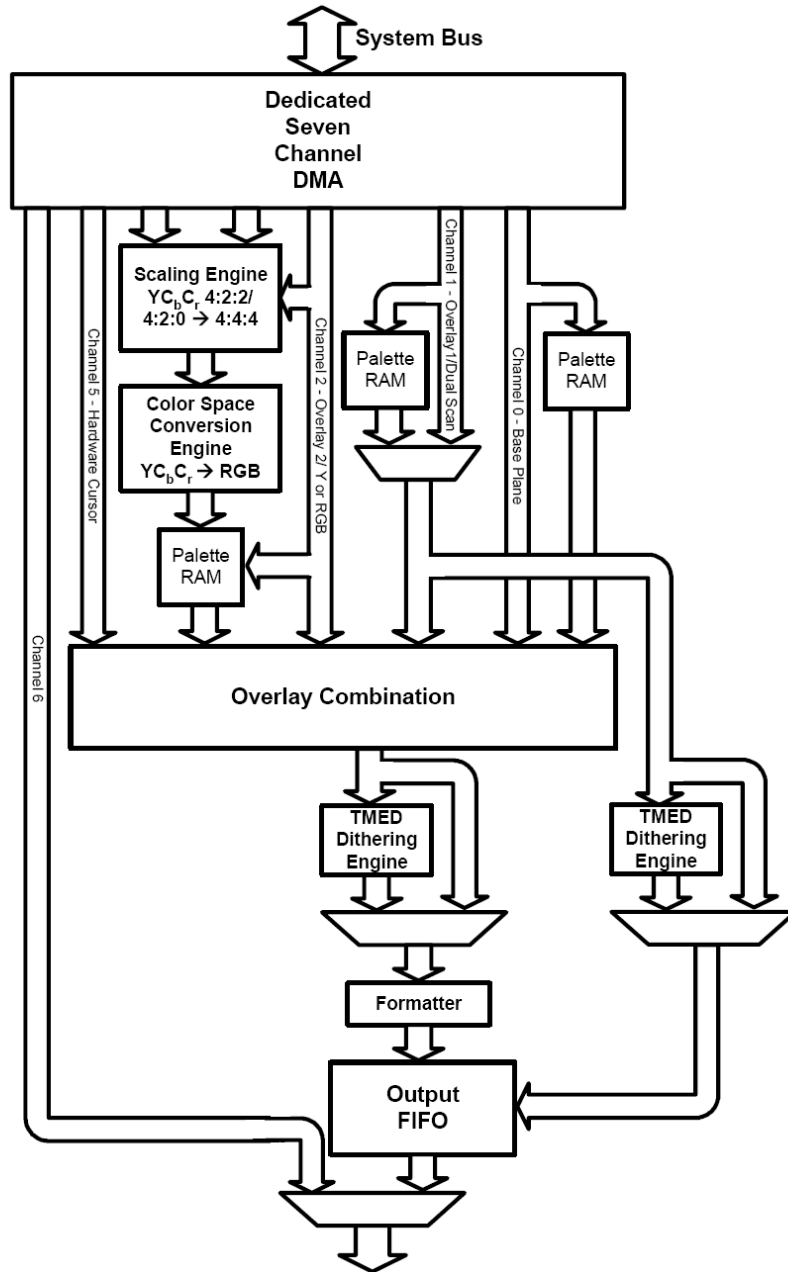 System Bus
Dedicated
Seven
Channel
DMA
Scaling Engine
YCbCr 4:2:2/
4:2:0 → 4:4:4
Channel 1 - Overlay1/Dual Scan
Palette
RAM
Palette
RAM
Channel 5 - Hardware Cursor
Channel 2 - Overlay 2/ Y or RGB
Channel 0 - Base Plane
Color Space
Conversion
Engine
YCbCr → RGB
Palette
RAM
Channel 6
Overlay Combination
TMED
Dithering
Engine
TMED
Dithering
Engine
Formatter
Output
FIFO